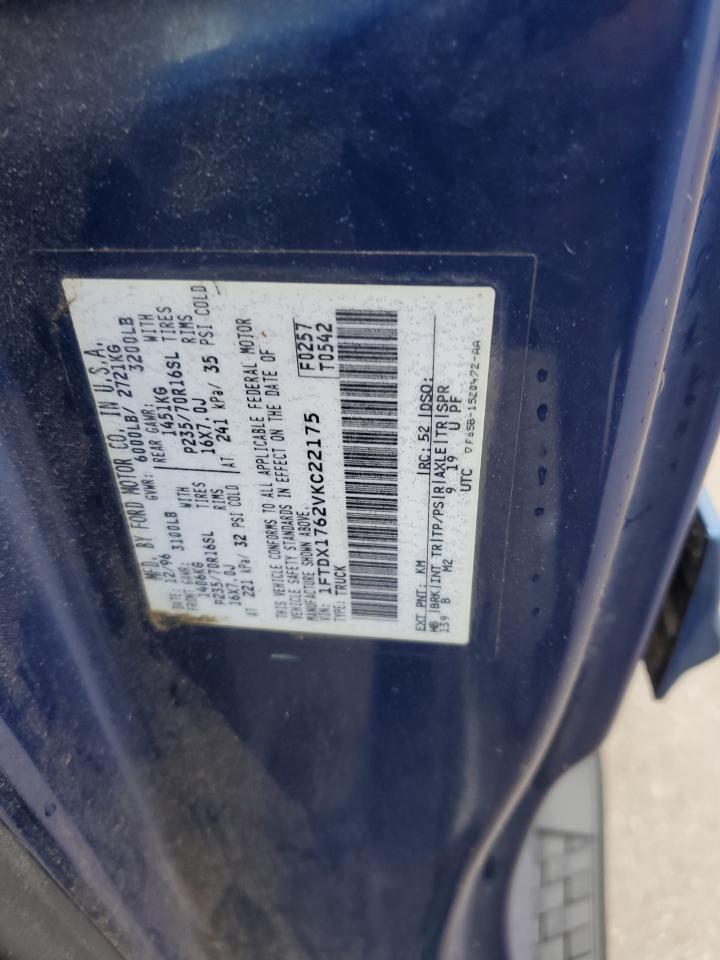 MFD. BY FORD MOTOR CO. IN U.S.A.
DATE: 12/96 GVWR: 6000LB/ 2721KG
FRONT GAWR: 3100LB REAR GAWR: 3200LB
1406KG WITH 1451KG WITH
P235/70R16SL TIRES P235/70R16SL TIRES
16X7.0J RIMS 16X7.0J RIMS
AT 221 kPa/ 32 PSI COLD AT 241 kPa/ 35 PSI COLD
THIS VEHICLE CONFORMS TO ALL APPLICABLE FEDERAL MOTOR
VEHICLE SAFETY STANDARDS IN EFFECT ON THE DATE OF
MANUFACTURE SHOWN ABOVE.
VIN: 1FTDX1762VKC22175 F0257
TYPE: TRUCK T0542
EXT PNT: KM RC: 52 DSO:
WB BRK INT TR TP/PS R AXLE TR SPR
139 B M2 9 19 U PF
UTC ▽F65B-1520472-AA